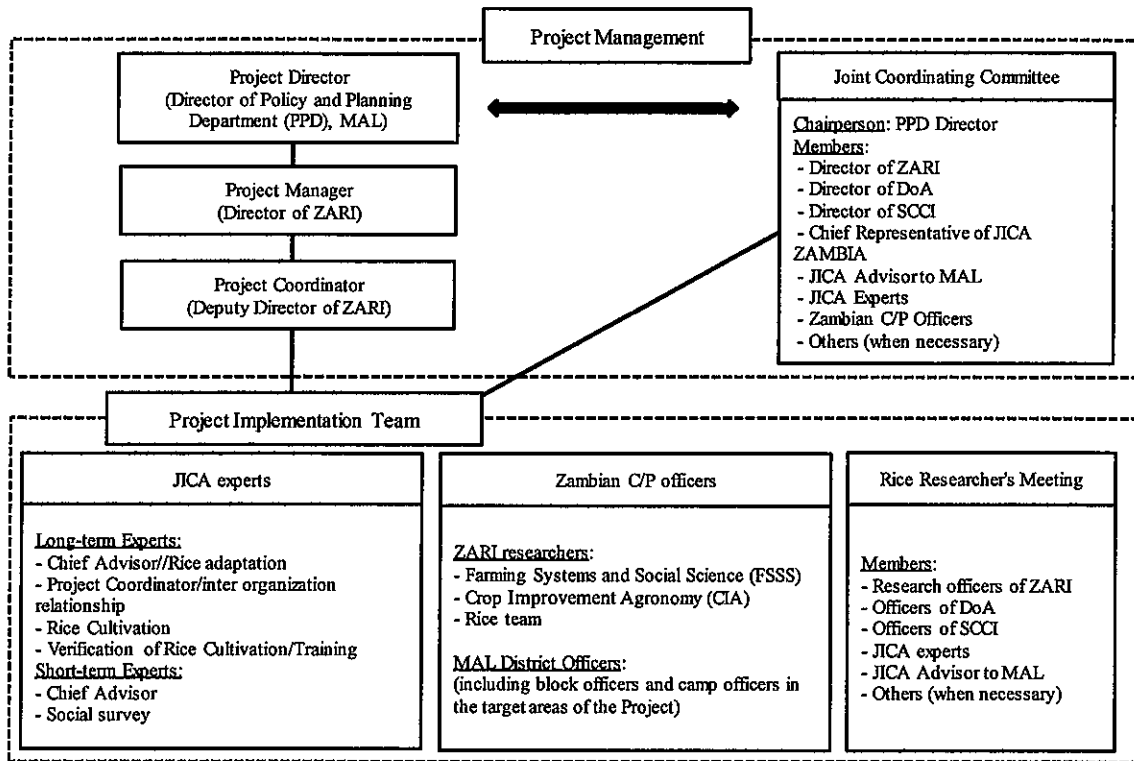 Project Management
Project Director
(Director of Policy and Planning
Department (PPD), MAL)
Project Manager
(Director of ZARI)
Project Coordinator
(Deputy Director of ZARI)
Joint Coordinating Committee
Chairperson: PPD Director
Members:
- Director of ZARI
- Director of DoA
- Director of SCCI
- Chief Representative of JICA
ZAMBIA
- JICA Advisor to MAL
- JICA Experts
- Zambian C/P Officers
- Others (when necessary)
Project Implementation Team
JICA experts
Long-term Experts:
- Chief Advisor//Rice adaptation
- Project Coordinator/inter organization
relationship
- Rice Cultivation
- Verification of Rice Cultivation/Training
Short-term Experts:
- Chief Advisor
- Social survey
Zambian C/P officers
ZARI researchers:
- Farming Systems and Social Science (FSSS)
- Crop Improvement Agronomy (CIA)
- Rice team
MAL District Officers:
(including block officers and camp officers in
the target areas of the Project)
Rice Researcher's Meeting
Members:
- Research officers of ZARI
- Officers of DoA
- Officers of SCCI
- JICA experts
- JICA Advisor to MAL
- Others (when necessary)